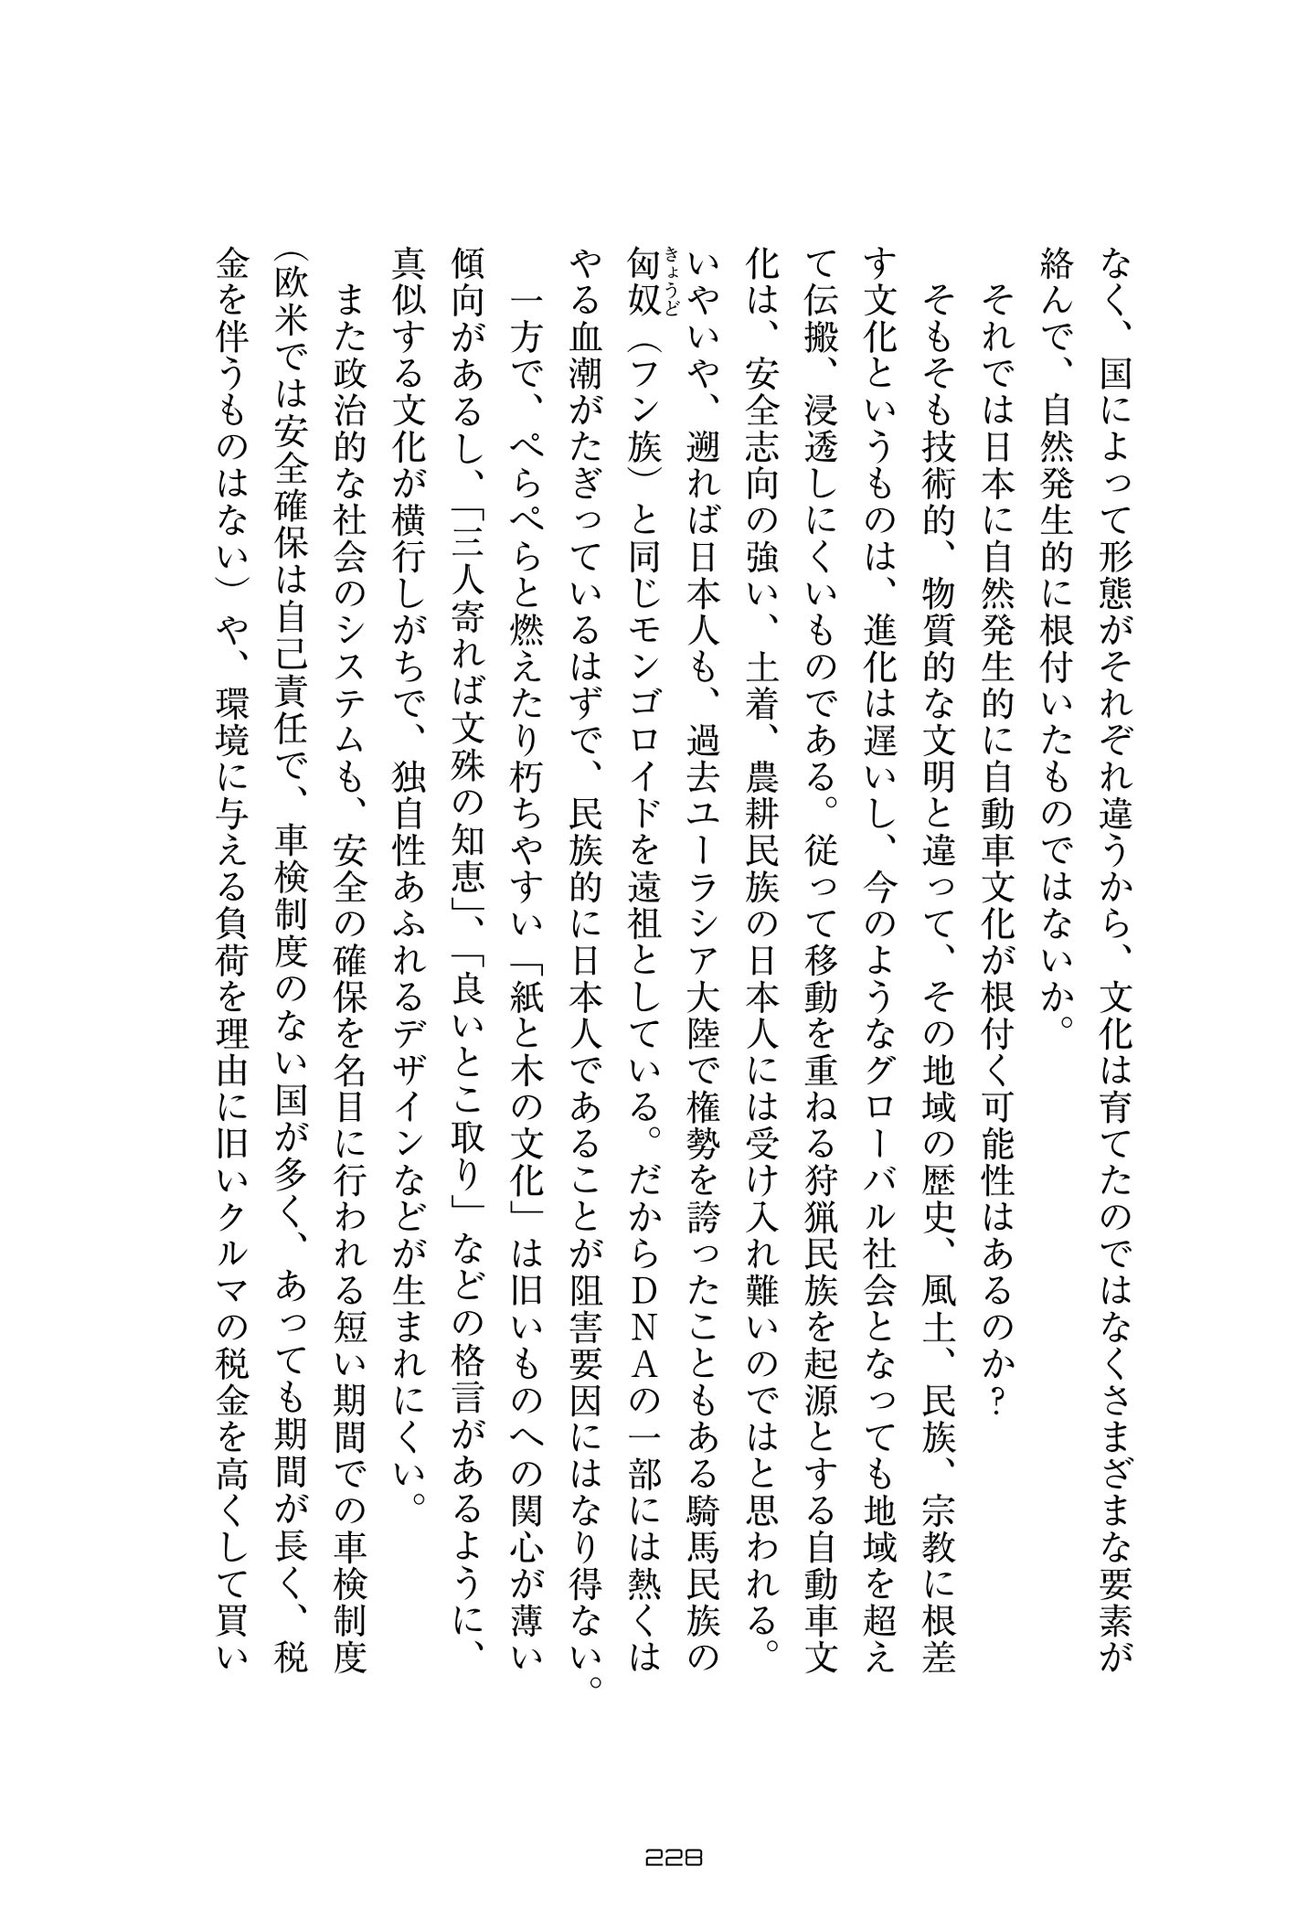 なく、国によって形態がそれぞれ違うから、文化は育てたのではなくさまざまな要素が
絡んで、自然発生的に根付いたものではないか。
それでは日本に自然発生的に自動車文化が根付く可能性はあるのか?
そもそも技術的、物質的な文明と違って、その地域の歴史、風土、民族、宗教に根差
す文化というものは、進化は遅いし、今のようなグローバル社会となっても地域を超え
て伝搬、浸透しにくいものである。従って移動を重ねる狩猟民族を起源とする自動車文
化は、安全志向の強い、土着、農耕民族の日本人には受け入れ難いのではと思われる。
いやいや、遡れば日本人も、過去ユーラシア大陸で権勢を誇ったこともある騎馬民族の
きょうど
匈奴(フン族)と同じモンゴロイドを遠祖としている。だからDNAの一部には熱くは
やる血潮がたぎっているはずで、民族的に日本人であることが阻害要因にはなり得ない。
一方で、ぺらぺらと燃えたり朽ちやすい「紙と木の文化」は旧いものへの関心が薄い
傾向があるし、「三人寄れば文殊の知恵」、「良いとこ取り」などの格言があるように、
真似する文化が横行しがちで、独自性あふれるデザインなどが生まれにくい。
また政治的な社会のシステムも、安全の確保を名目に行われる短い期間での車検制度
(欧米では安全確保は自己責任で、車検制度のない国が多く、あっても期間が長く、税
金を伴うものはない)や、環境に与える負荷を理由に旧いクルマの税金を高くして買い
228